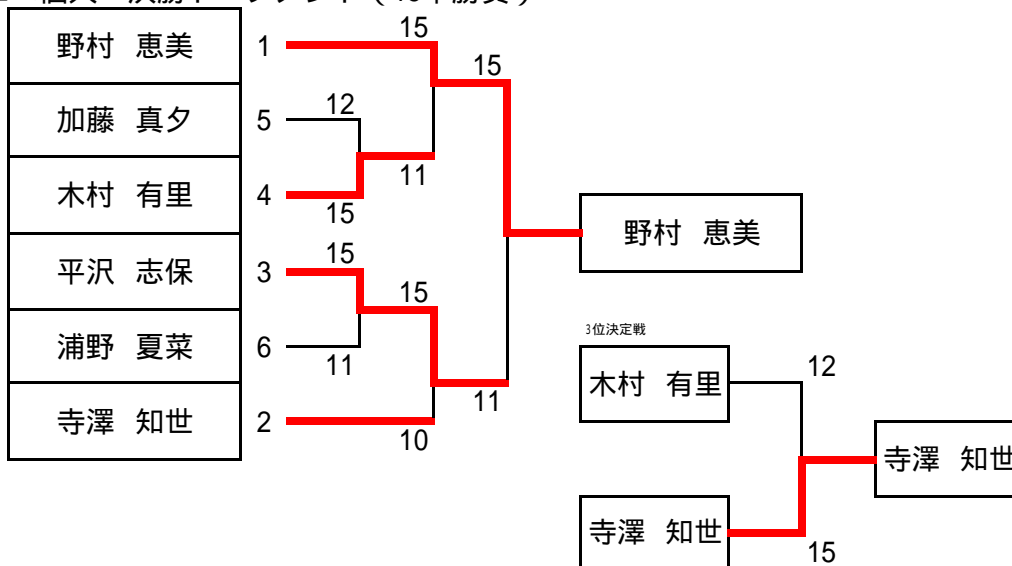 15
野村 恵美 1
15
加藤 真夕 5 12
11
木村 有里 4
15
野村 恵美
15
平沢 志保 3
15
3位決定戦
浦野 夏菜 6
11
12
木村 有里
11
寺澤 知世 2
10
寺澤 知世
寺澤 知世
15